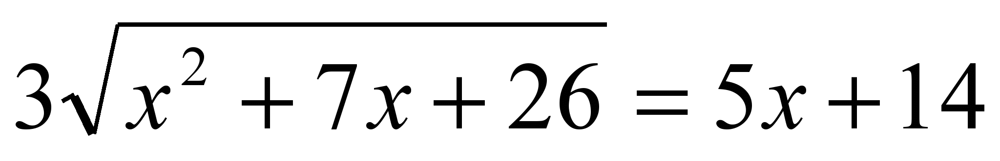 3√(x² + 7x + 26) = 5x + 14